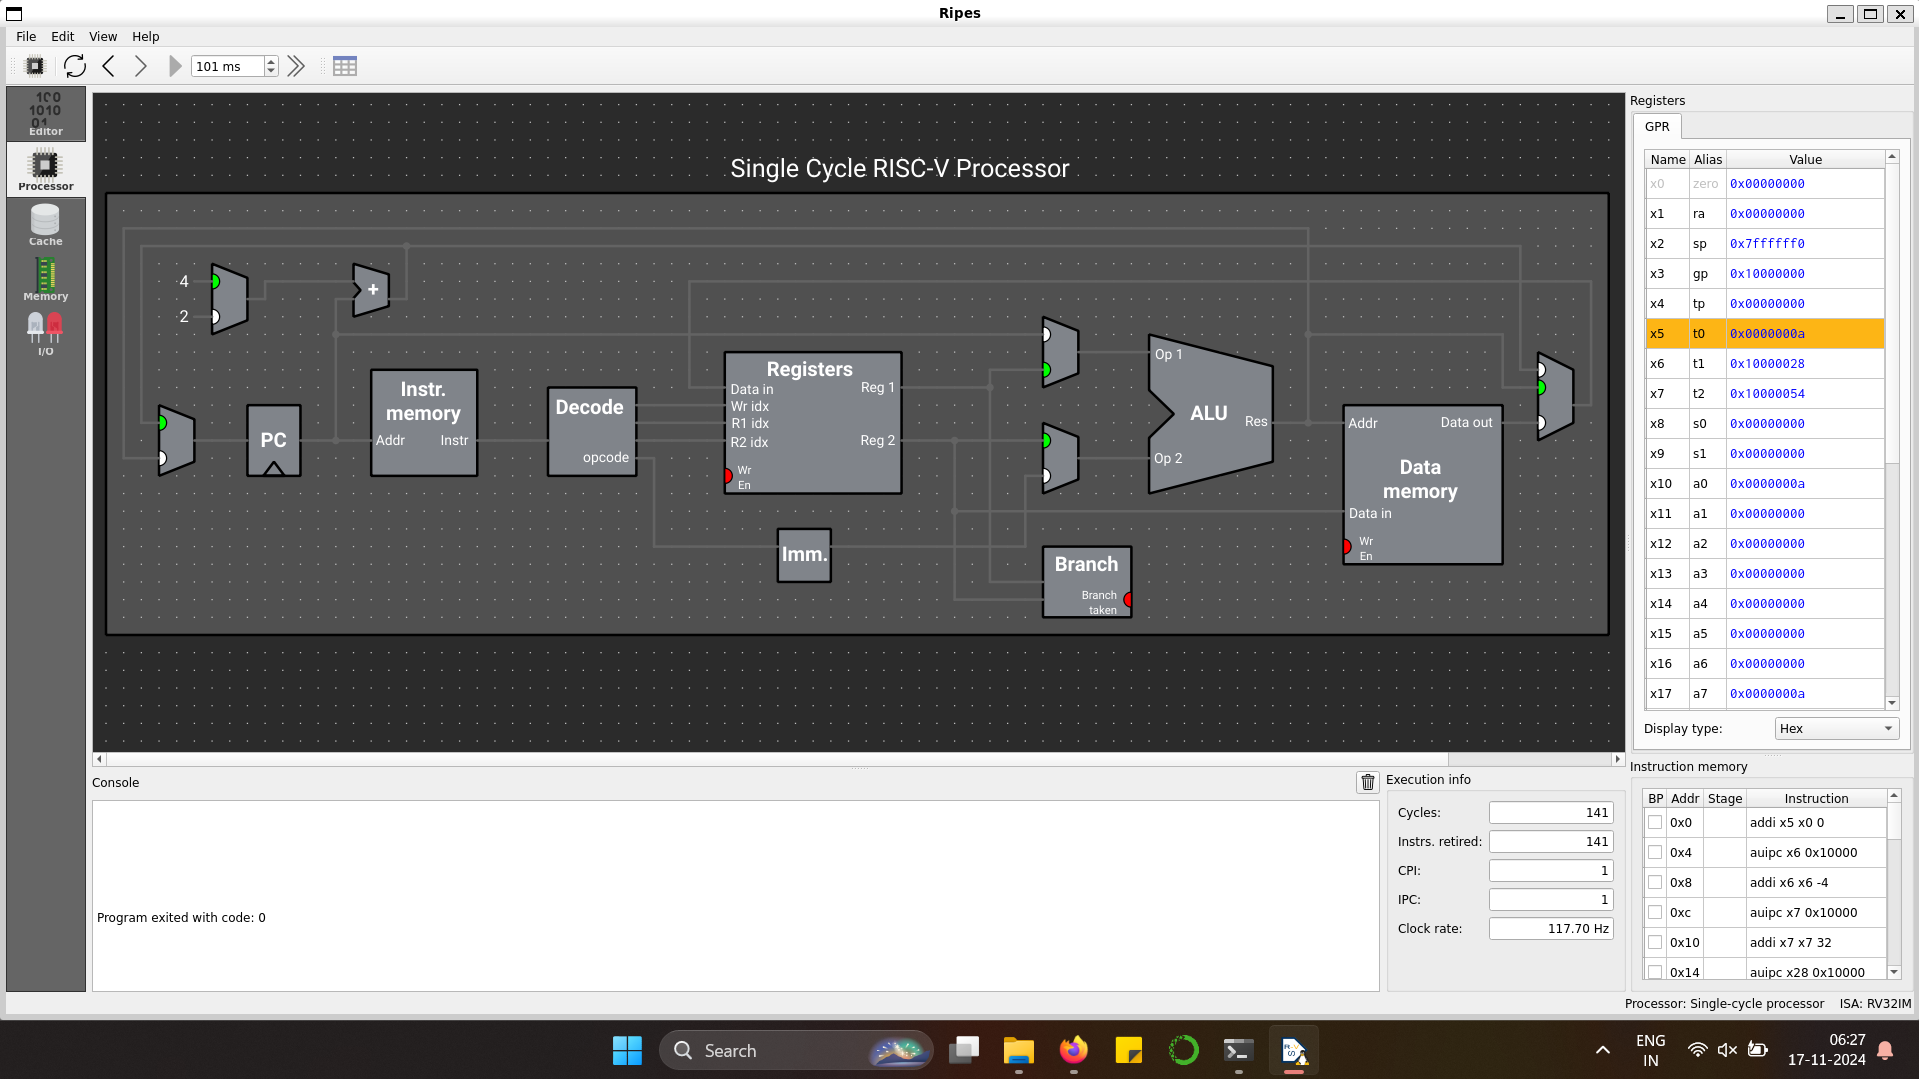 Ripes
File Edit View Help
101 ms
Editor
Processor
Cache
Memory
I/O
Single Cycle RISC-V Processor
4
2
+
PC
Instr.
memory
Addr Instr
Decode
opcode
Registers
Data in Reg 1
Wr idx
R1 idx
R2 idx Reg 2
Wr
En
Imm.
Op 1
ALU
Res
Op 2
Branch
Branch
taken
Addr Data out
Data
memory
Data in
Wr
En
Registers
GPR
Name Alias Value
x0 zero 0x00000000
x1 ra 0x00000000
x2 sp 0x7ffffff0
x3 gp 0x10000000
x4 tp 0x00000000
x5 t0 0x0000000a
x6 t1 0x10000028
x7 t2 0x10000054
x8 s0 0x00000000
x9 s1 0x00000000
x10 a0 0x0000000a
x11 a1 0x00000000
x12 a2 0x00000000
x13 a3 0x00000000
x14 a4 0x00000000
x15 a5 0x00000000
x16 a6 0x00000000
x17 a7 0x0000000a
Display type: Hex
Console
Program exited with code: 0
Execution info
Cycles: 141
Instrs. retired: 141
CPI: 1
IPC: 1
Clock rate: 117.70 Hz
Instruction memory
BP Addr Stage Instruction
0x0 addi x5 x0 0
0x4 auipc x6 0x10000
0x8 addi x6 x6 -4
0xc auipc x7 0x10000
0x10 addi x7 x7 32
0x14 auipc x28 0x10000
Processor: Single-cycle processor ISA: RV32IM
Search
ENG
IN
06:27
17-11-2024